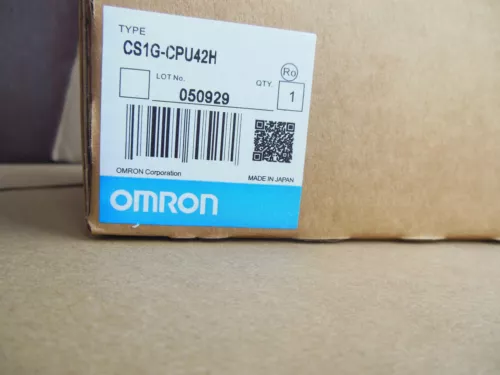 TYPE
CS1G-CPU42H
Ro
LOT No.
QTY.
050929
1
OMRON Corporation
MADE IN JAPAN
OMRON